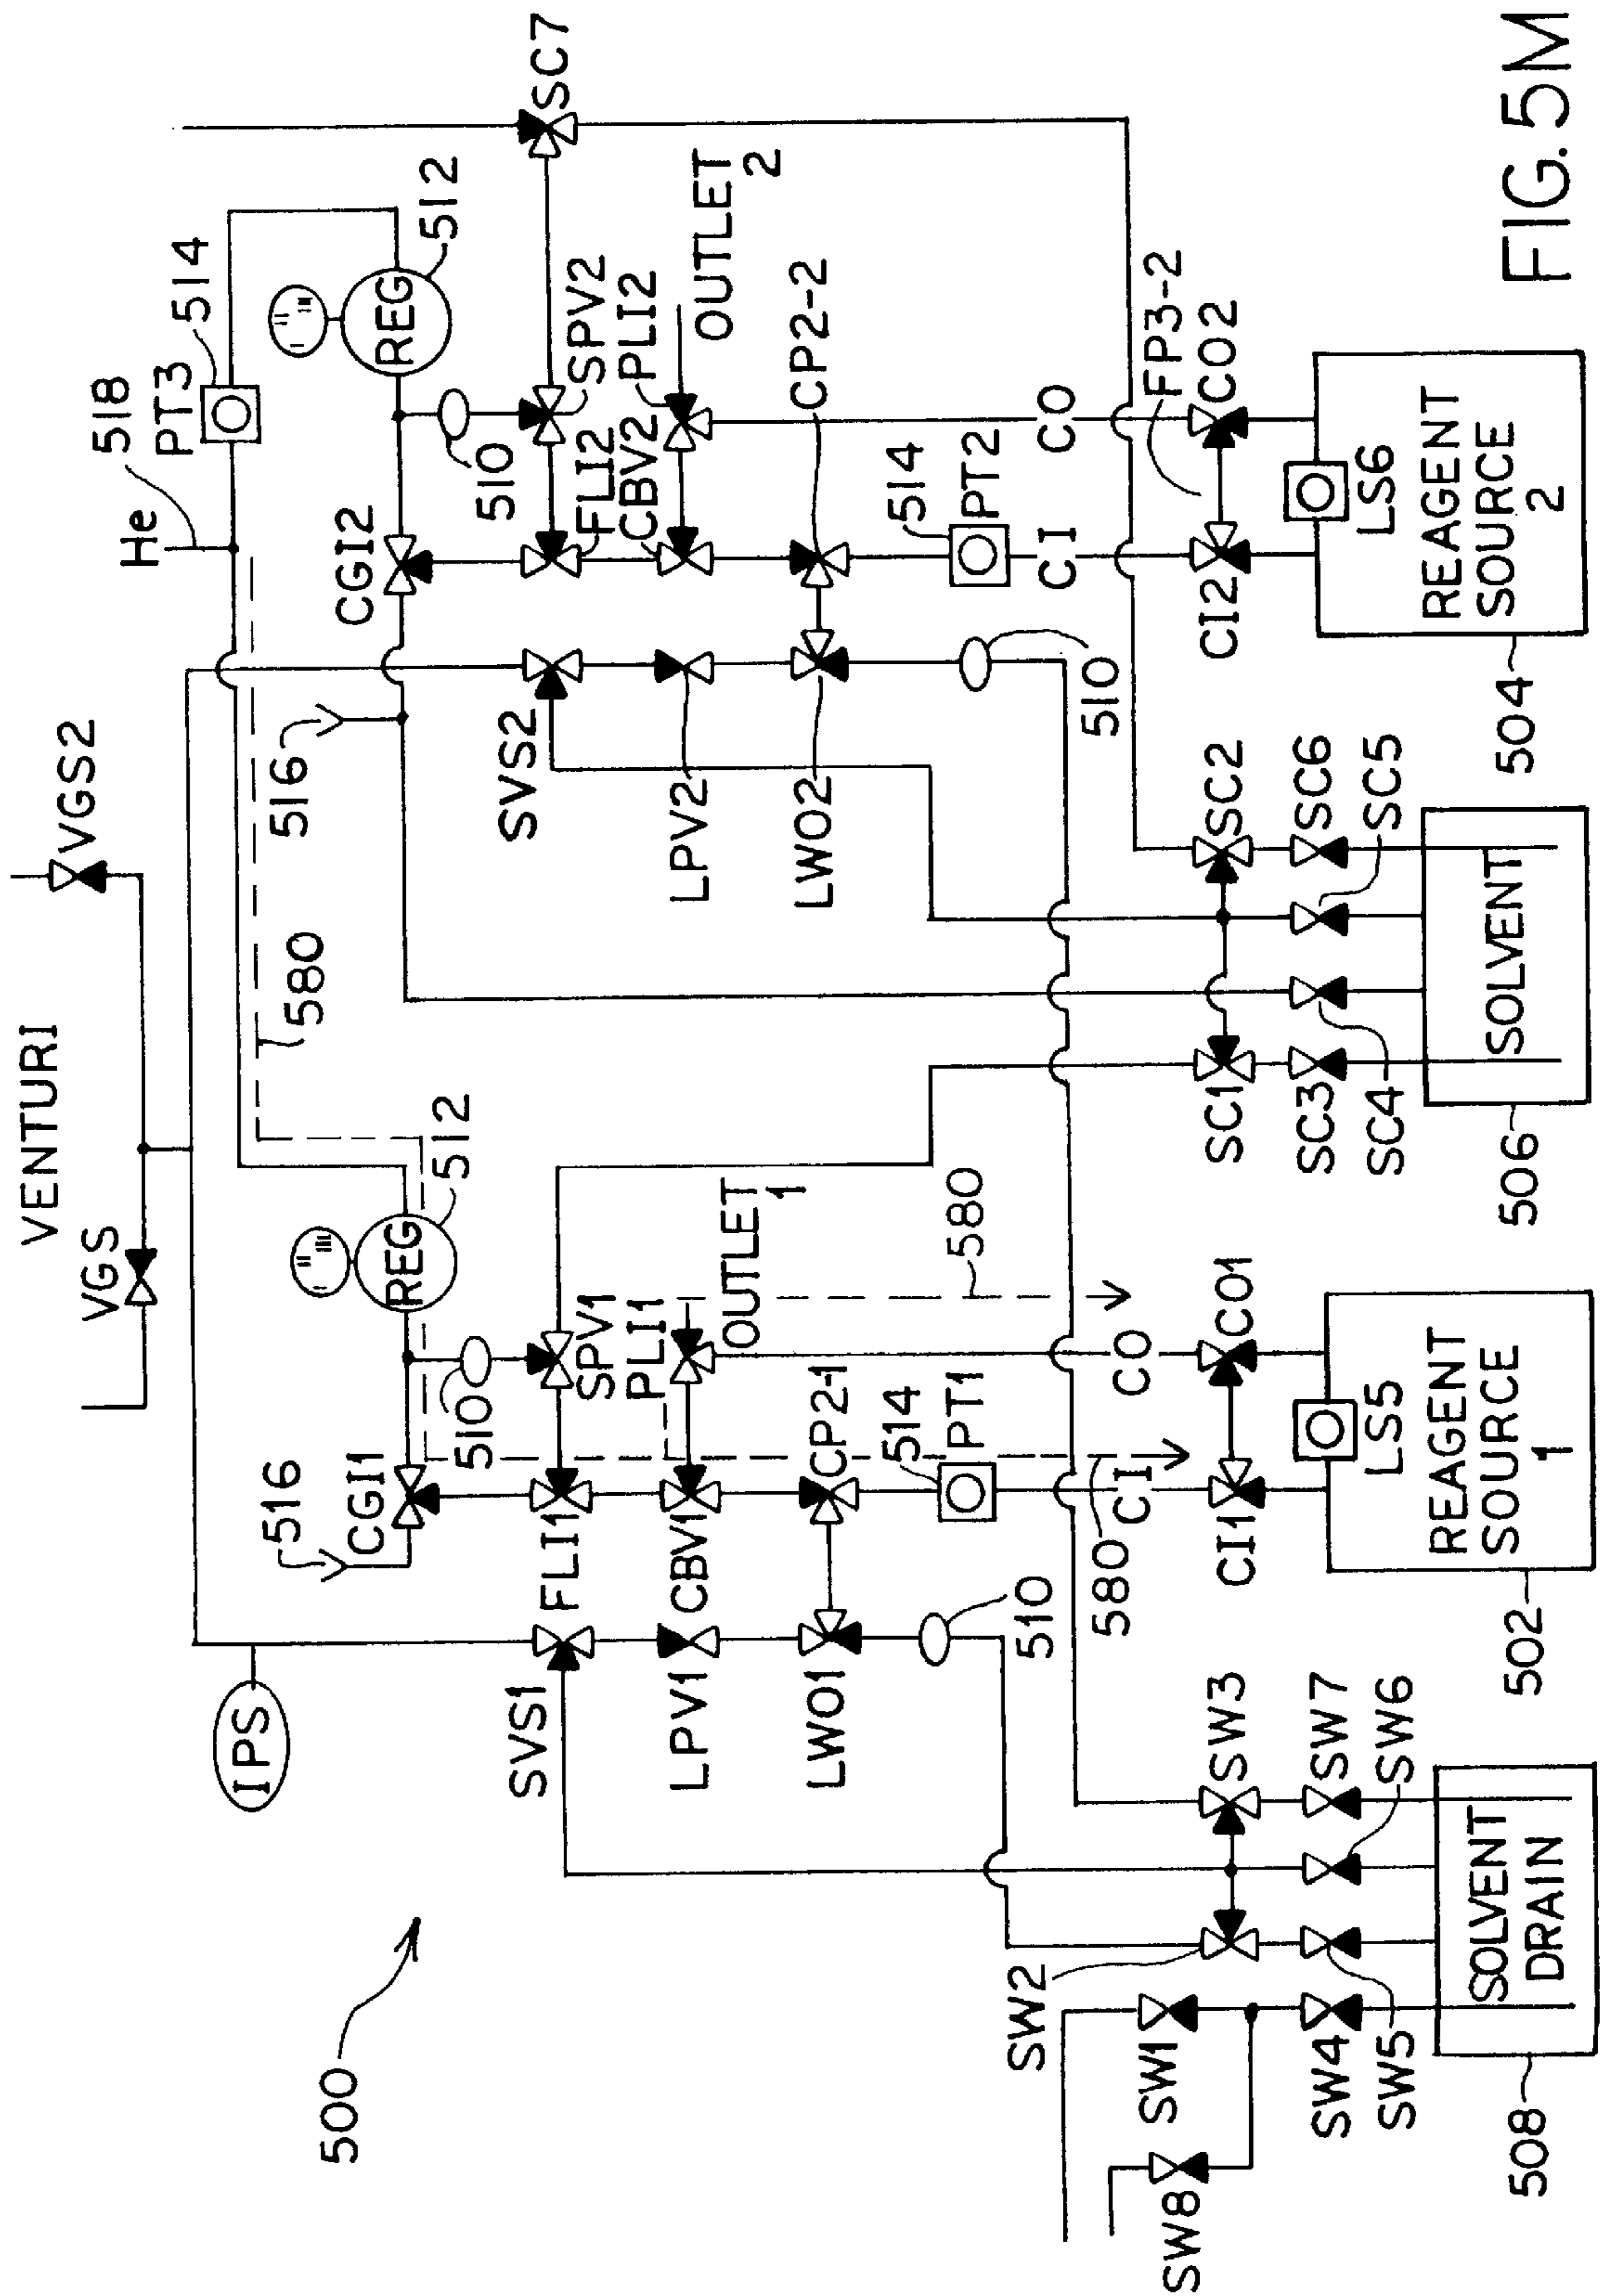 VENTURI
VGS
VGS2
IPS
He
518
PT3
514
580
516
CGI1
REG
512
510
516
CGI2
REG
512
510
SC7
500
SVS1
FLI1
SPV1
SVS2
FLI2
SPV2
LPV1
CBV1
PLI1
OUTLET
1
LPV2
CBV2
PLI2
OUTLET
2
LWO1
CP2-1
LWO2
CP2-2
510
514
PT1
580
510
514
PT2
580
CI
CO
CI
CO
SW2
SW1
SW8
SW3
CI1
CO1
SC1
SC2
CI2
FP3-2
CO2
SW4
SW5
SW7
SW6
LS5
SC3
SC4
SC6
SC5
LS6
SOLVENT
DRAIN
REAGENT
SOURCE
1
SOLVENT
REAGENT
SOURCE
2
508
502
506
504
FIG. 5M